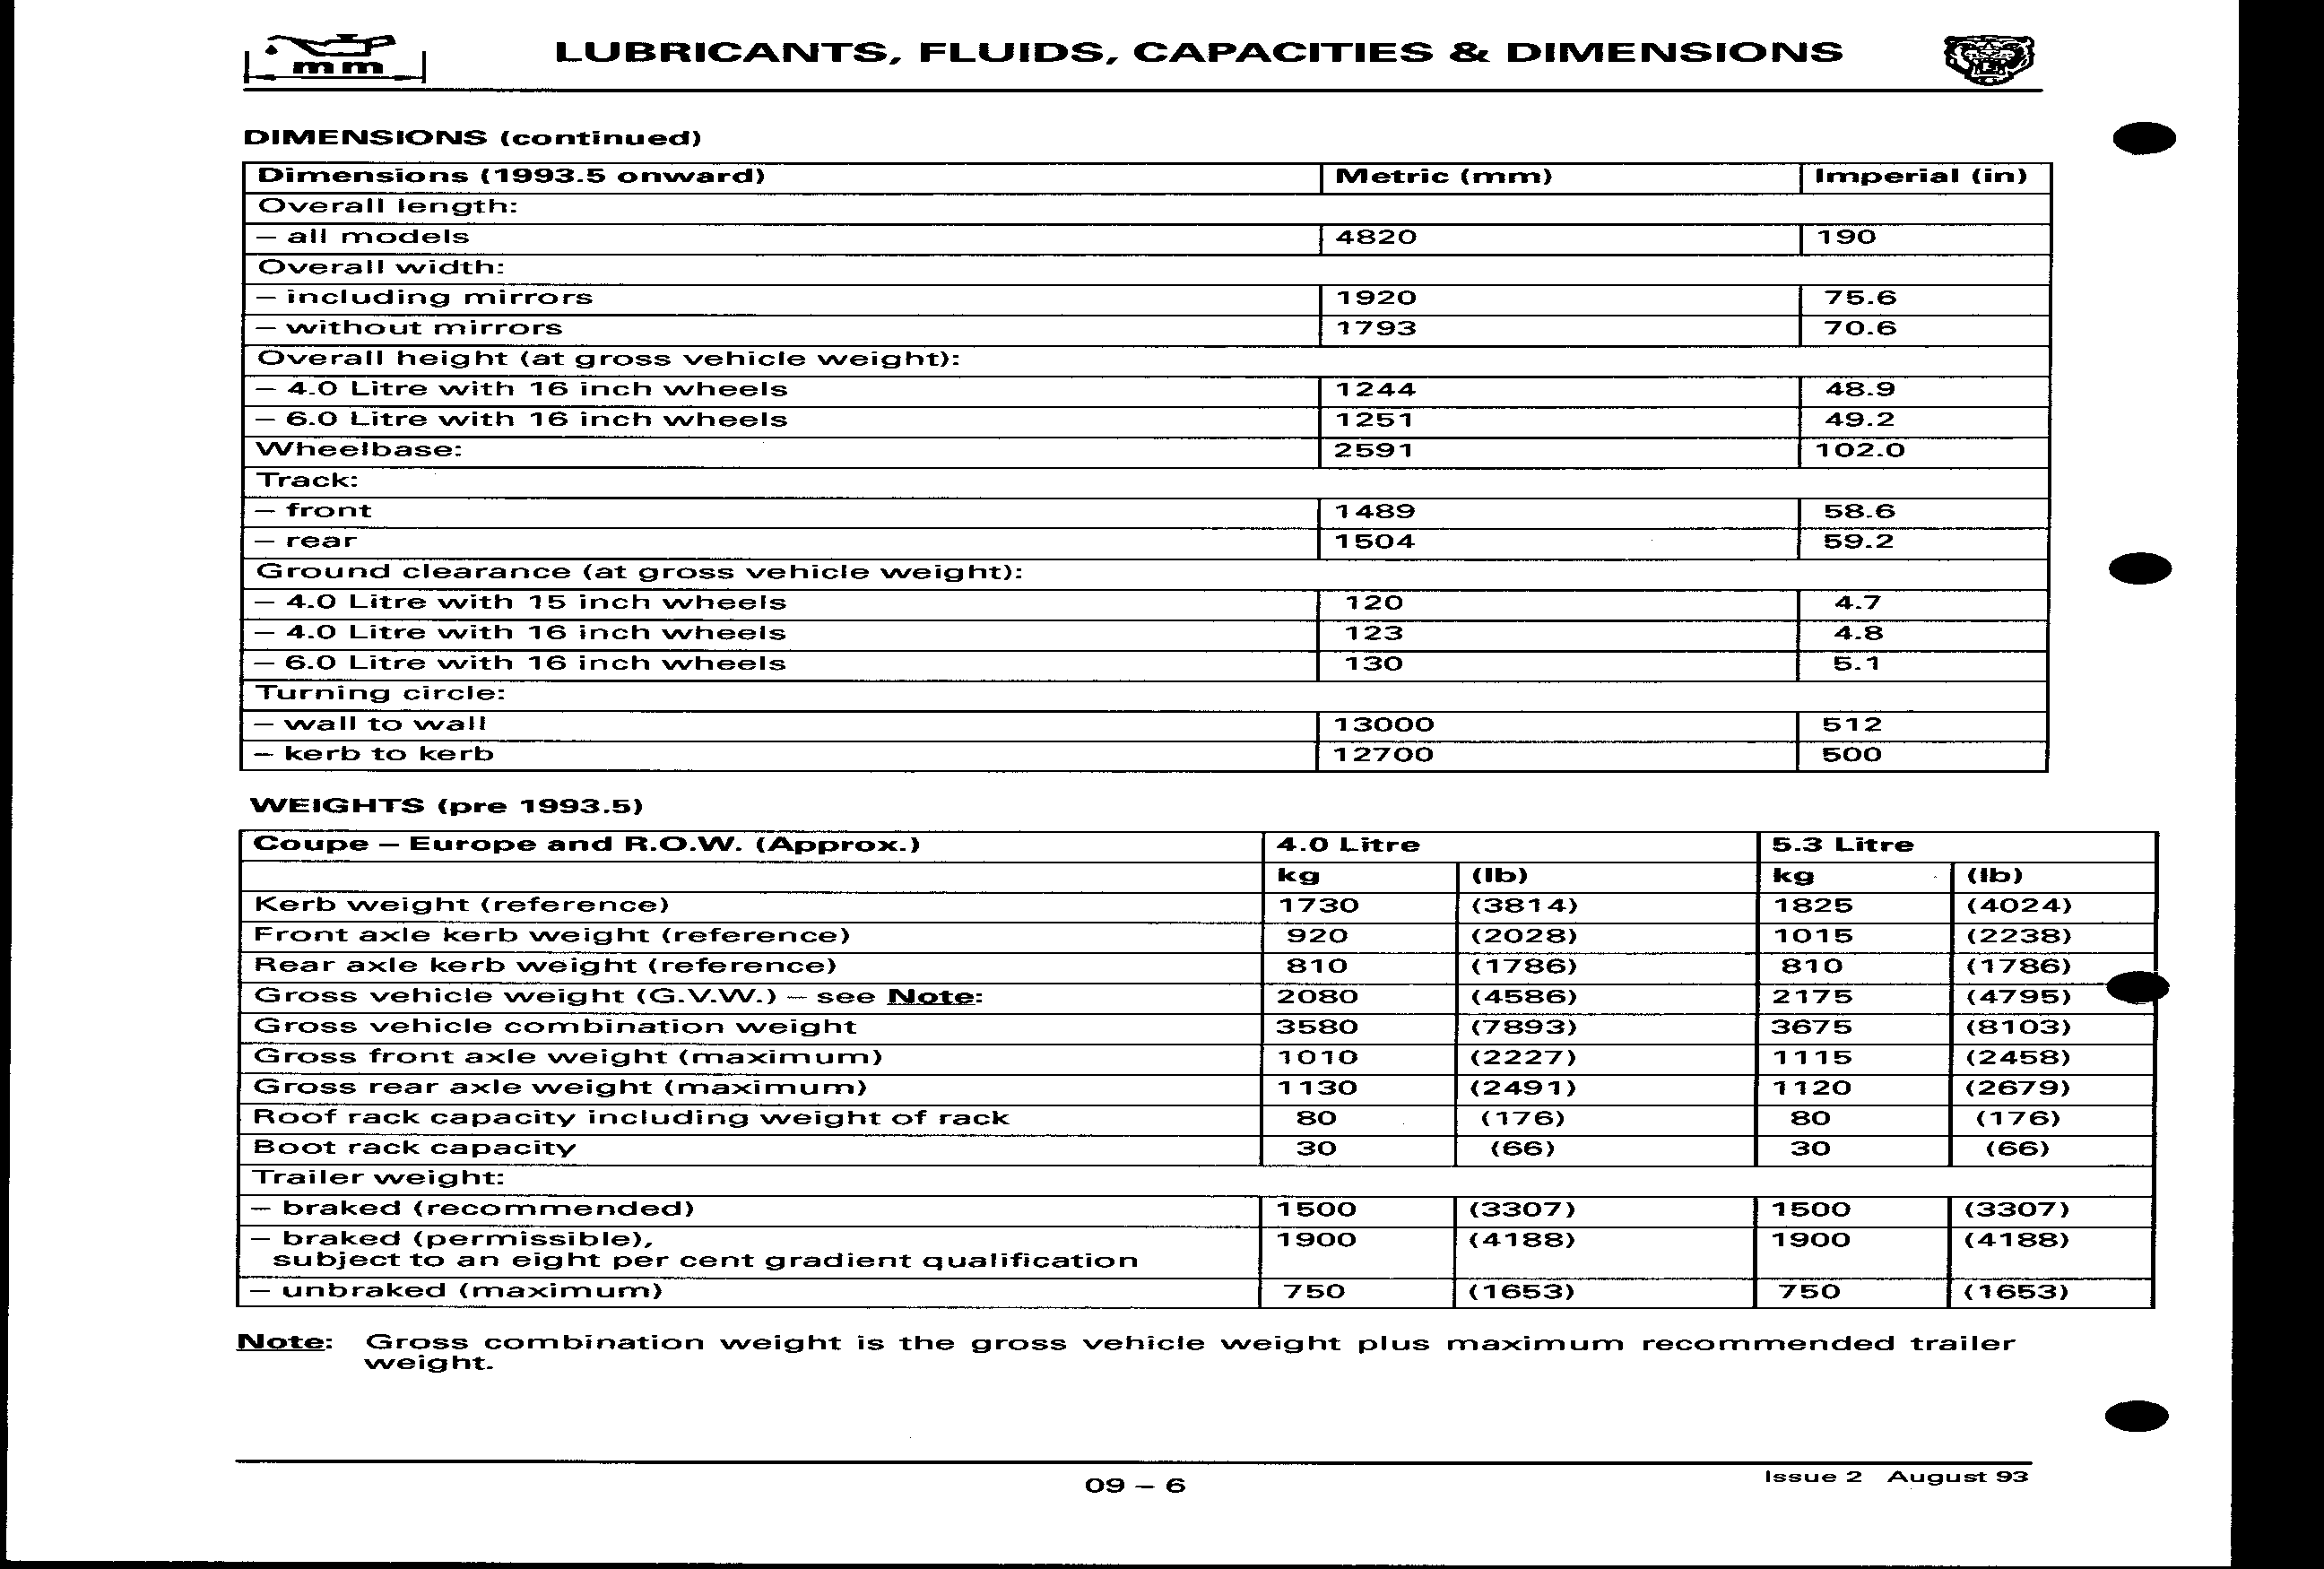 mm
LUBRICANTS, FLUIDS, CAPACITIES & DIMENSIONS
DIMENSIONS (continued)
Dimensions (1993.5 onward) Metric (mm) Imperial (in)
Overall length:
– all models 4820 190
Overall width:
– including mirrors 1920 75.6
– without mirrors 1793 70.6
Overall height (at gross vehicle weight):
– 4.0 Litre with 16 inch wheels 1244 48.9
– 6.0 Litre with 16 inch wheels 1251 49.2
Wheelbase: 2591 102.0
Track:
– front 1489 58.6
– rear 1504 59.2
Ground clearance (at gross vehicle weight):
– 4.0 Litre with 15 inch wheels 120 4.7
– 4.0 Litre with 16 inch wheels 123 4.8
– 6.0 Litre with 16 inch wheels 130 5.1
Turning circle:
– wall to wall 13000 512
– kerb to kerb 12700 500
WEIGHTS (pre 1993.5)
Coupe – Europe and R.O.W. (Approx.) 4.0 Litre 5.3 Litre
kg (lb) kg (lb)
Kerb weight (reference) 1730 (3814) 1825 (4024)
Front axle kerb weight (reference) 920 (2028) 1015 (2238)
Rear axle kerb weight (reference) 810 (1786) 810 (1786)
Gross vehicle weight (G.V.W.) – see Note: 2080 (4586) 2175 (4795)
Gross vehicle combination weight 3580 (7893) 3675 (8103)
Gross front axle weight (maximum) 1010 (2227) 1115 (2458)
Gross rear axle weight (maximum) 1130 (2491) 1120 (2679)
Roof rack capacity including weight of rack 80 (176) 80 (176)
Boot rack capacity 30 (66) 30 (66)
Trailer weight:
– braked (recommended) 1500 (3307) 1500 (3307)
– braked (permissible), 1900 (4188) 1900 (4188)
subject to an eight per cent gradient qualification
– unbraked (maximum) 750 (1653) 750 (1653)
Note: Gross combination weight is the gross vehicle weight plus maximum recommended trailer
weight.
09 – 6
Issue 2 August 93